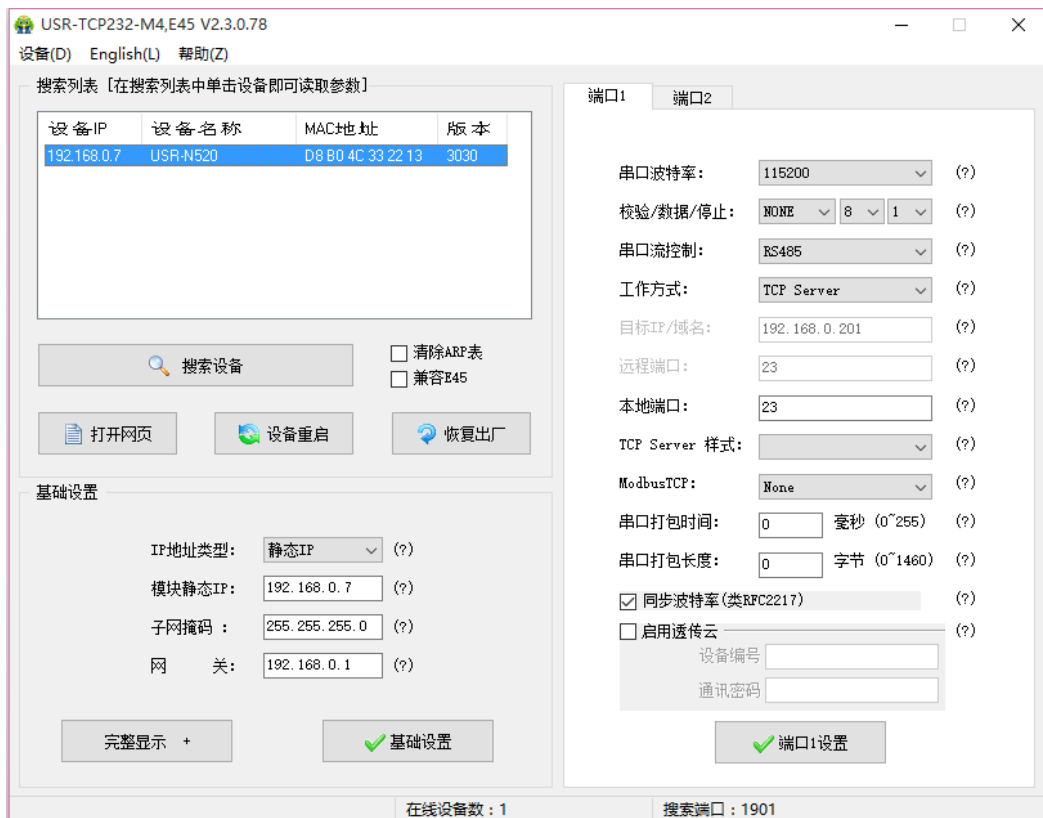 USR-TCP232-M4,E45 V2.3.0.78
设备(D) English(L) 帮助(Z)
搜索列表 [在搜索列表中单击设备即可读取参数]
设备IP 设备名称 MAC地址 版本
192.168.0.7 USR-N520 D8 B0 4C 33 22 13 3030
搜索设备
清除ARP表
兼容E45
打开网页 设备重启 恢复出厂
基础设置
IP地址类型: 静态IP (?)
模块静态IP: 192.168.0.7 (?)
子网掩码 : 255.255.255.0 (?)
网 关: 192.168.0.1 (?)
完整显示 + 基础设置
端口1 端口2
串口波特率: 115200 (?)
校验/数据/停止: NONE 8 1 (?)
串口流控制: RS485 (?)
工作方式: TCP Server (?)
目标IP/域名: 192.168.0.201 (?)
远程端口: 23 (?)
本地端口: 23 (?)
TCP Server 样式: (?)
ModbusTCP: None (?)
串口打包时间: 0 毫秒 (0~255) (?)
串口打包长度: 0 字节 (0~1460) (?)
同步波特率(类RFC2217) (?)
启用透传云 (?)
设备编号
通讯密码
端口1设置
在线设备数：1 搜索端口：1901